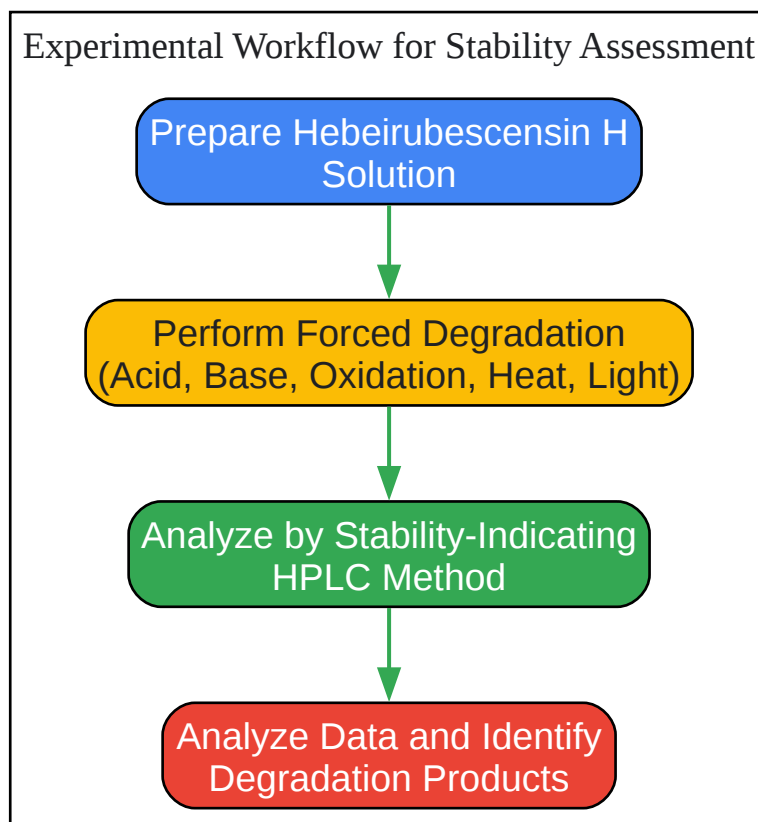 Experimental Workflow for Stability Assessment
Prepare Hebeirubescensin H
Solution
Perform Forced Degradation
(Acid, Base, Oxidation, Heat, Light)
Analyze by Stability-Indicating
HPLC Method
Analyze Data and Identify
Degradation Products